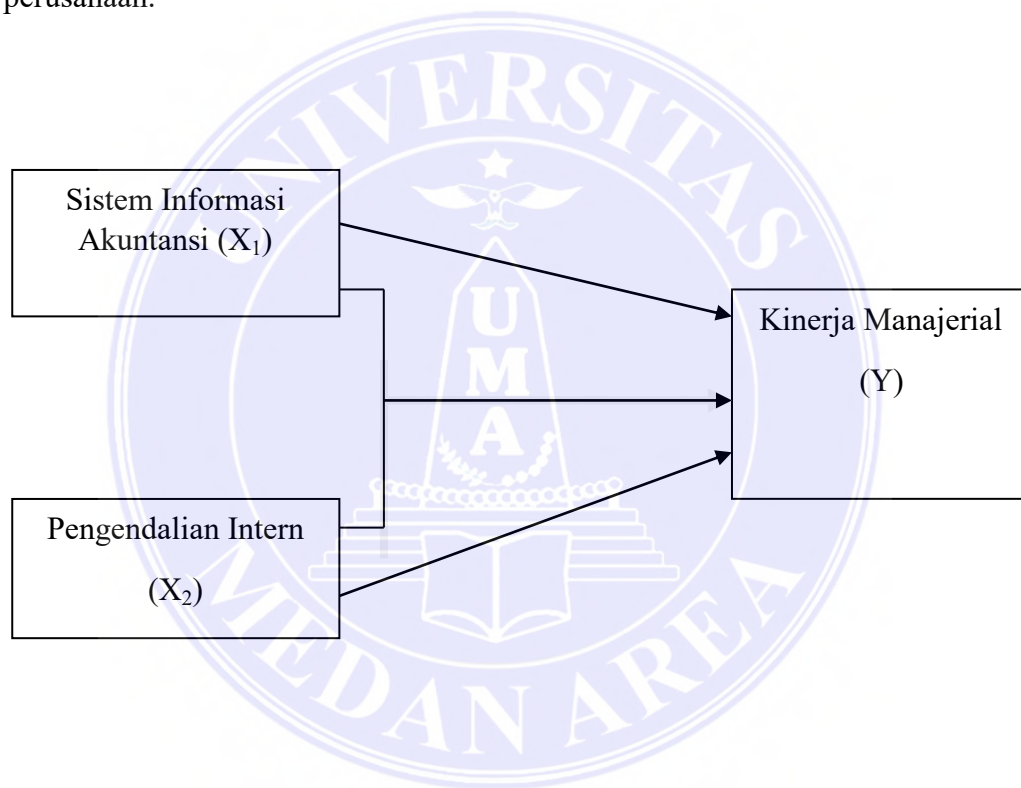 perusahaan.
UNIVERSITAS
Sistem Informasi
Akuntansi (X₁)
UMA
Kinerja Manajerial
(Y)
Pengendalian Intern
(X₂)
MEDAN AREA